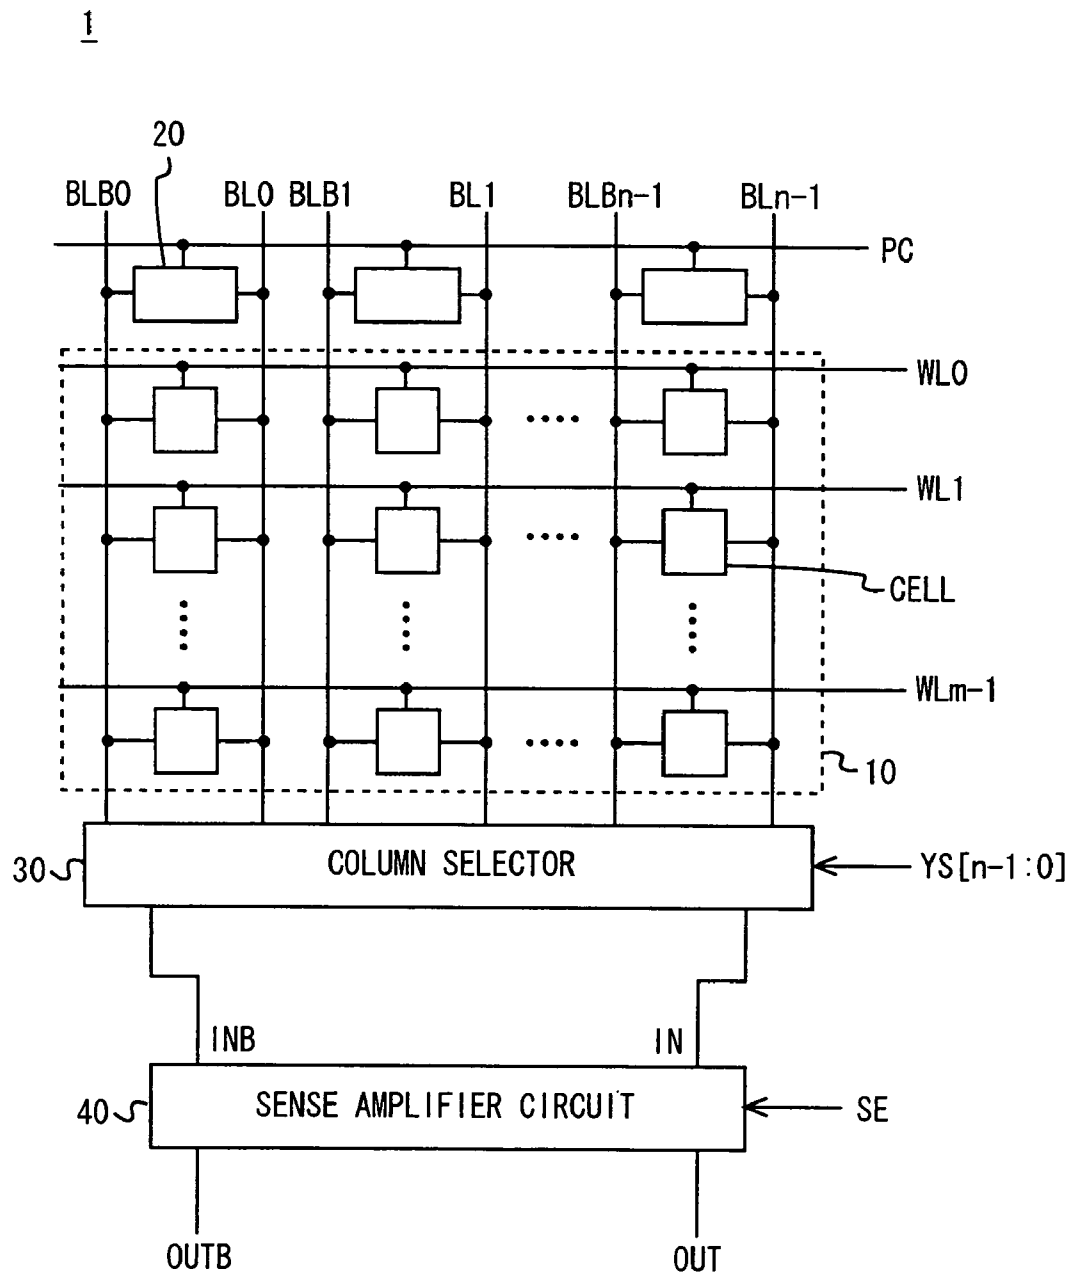 1
20
BLB0 BL0 BLB1 BL1 BLBn-1 BLn-1
PC
WL0
WL1
CELL
WLm-1
10
COLUMN SELECTOR
30
YS[n-1:0]
INB IN
SENSE AMPLIFIER CIRCUIT
40
SE
OUTB OUT